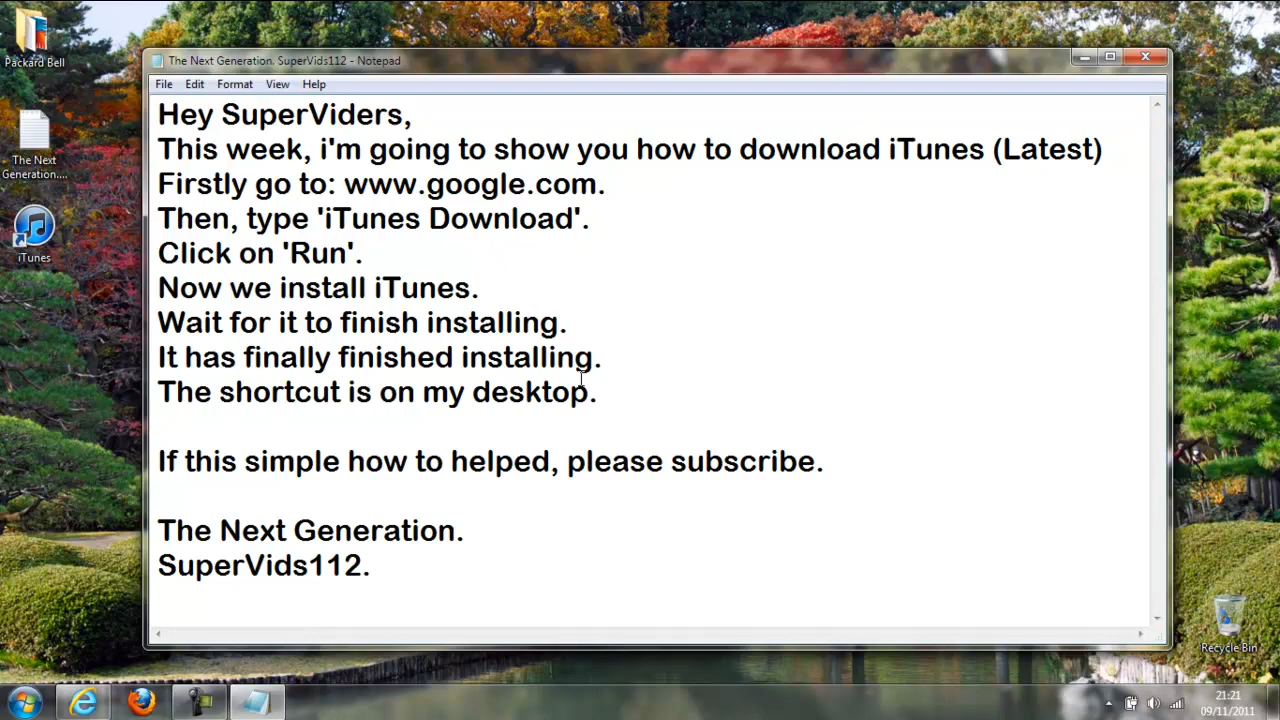 Packard Bell
The Next
Generation....
iTunes
The Next Generation. SuperVids112 - Notepad
File Edit Format View Help
Hey SuperViders,
This week, i'm going to show you how to download iTunes (Latest)
Firstly go to: www.google.com.
Then, type 'iTunes Download'.
Click on 'Run'.
Now we install iTunes.
Wait for it to finish installing.
It has finally finished installing.
The shortcut is on my desktop.
If this simple how to helped, please subscribe.
The Next Generation.
SuperVids112.
Recycle Bin
21:21
09/11/2011